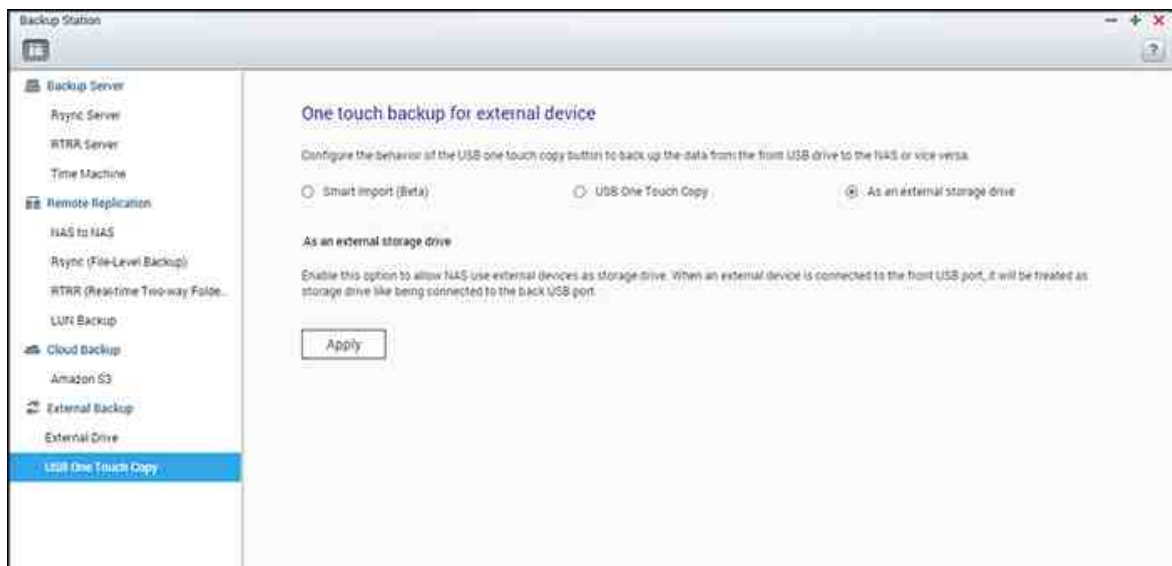 Backup Station
?
Backup Server
Rsync Server
RTRR Server
Time Machine
Remote Replication
NAS to NAS
Rsync (File-Level Backup)
RTRR (Real-time Two-way Folde...
LUN Backup
Cloud Backup
Amazon S3
External Backup
External Drive
USB One Touch Copy
One touch backup for external device
Configure the behavior of the USB one touch copy button to back up the data from the front USB drive to the NAS or vice versa.
Smart Import (Beta) USB One Touch Copy As an external storage drive
As an external storage drive
Enable this option to allow NAS use external devices as storage drive. When an external device is connected to the front USB port, it will be treated as
storage drive like being connected to the back USB port.
Apply